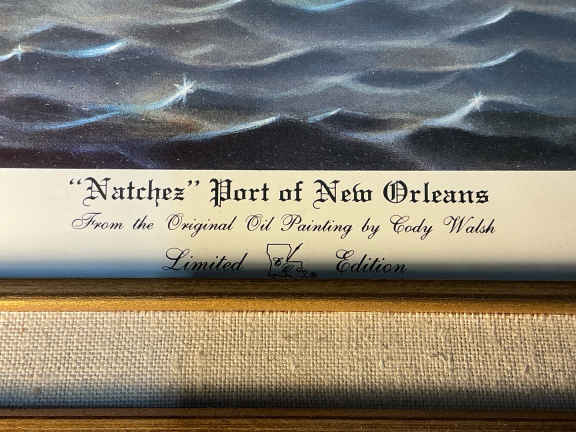 "Natchez" Port of New Orleans
From the Original Oil Painting by Cody Walsh
Limited Edition